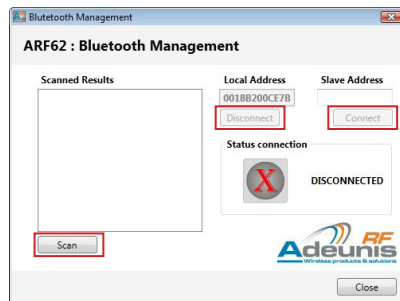 Blutetooth Management
ARF62 : Bluetooth Management
Scanned Results
Local Address
Slave Address
0018B200CE7B
Disconnect
Connect
Status connection
X
DISCONNECTED
Scan
Adeunis RF
Wireless products & solutions
Close